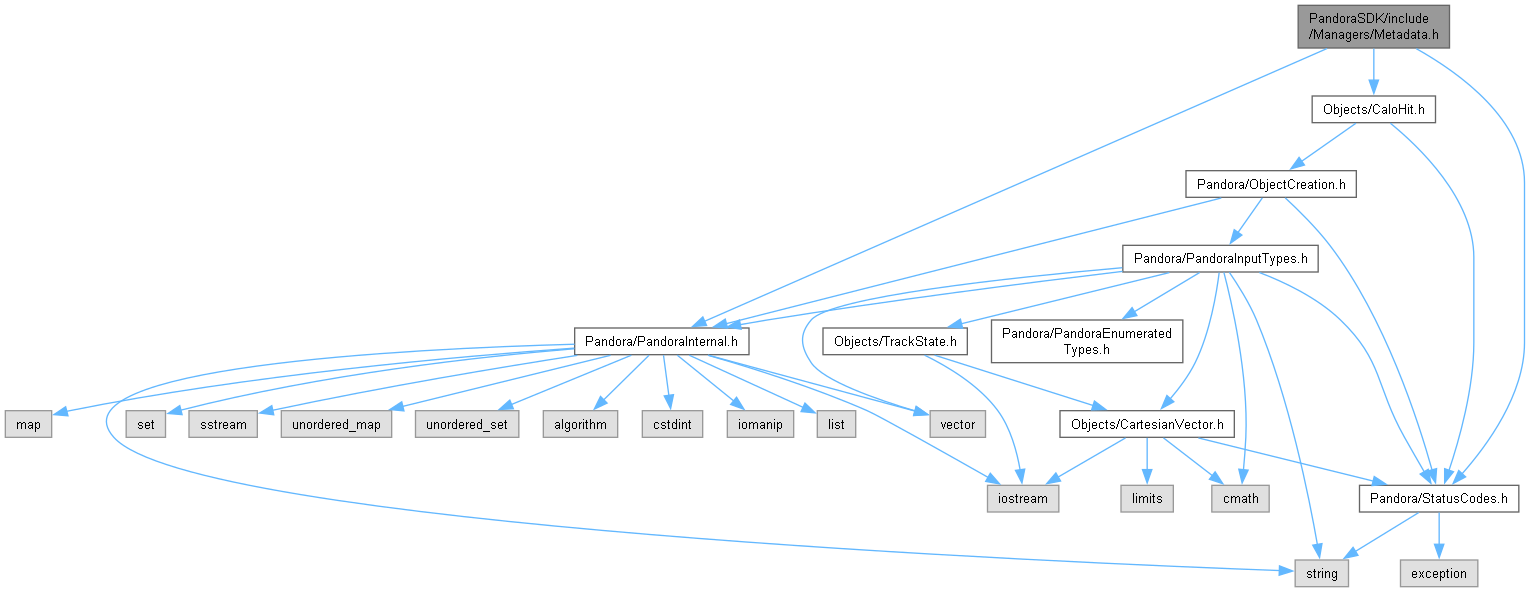 PandoraSDK/include
/Managers/Metadata.h
Objects/CaloHit.h
Pandora/ObjectCreation.h
Pandora/PandoraInputTypes.h
Pandora/PandoraInternal.h
Objects/TrackState.h
Pandora/PandoraEnumerated
Types.h
map
set
sstream
unordered_map
unordered_set
algorithm
cstdint
iomanip
list
vector
Objects/CartesianVector.h
iostream
limits
cmath
Pandora/StatusCodes.h
string
exception